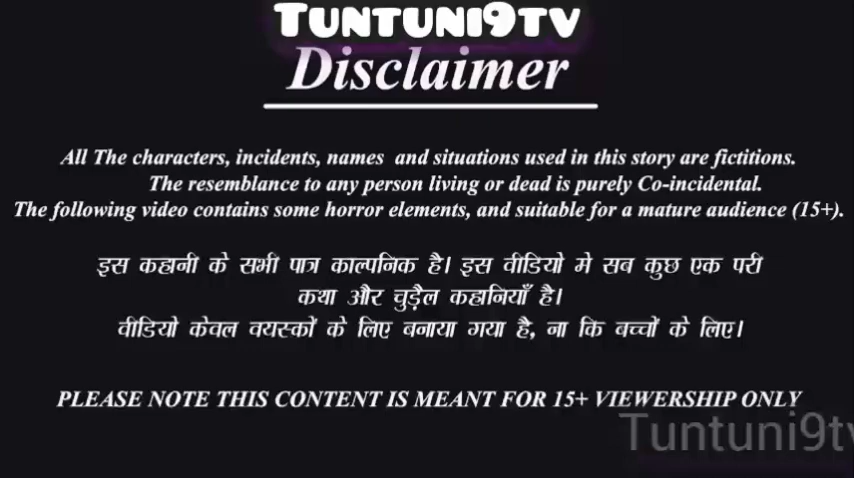 TUNTUNI9TV
Disclaimer
All The characters, incidents, names and situations used in this story are fictitions.
The resemblance to any person living or dead is purely Co-incidental.
The following video contains some horror elements, and suitable for a mature audience (15+).
इस कहानी के सभी पात्र काल्पनिक है। इस वीडियो मे सब कुछ एक परी
कथा और चुड़ैल कहानियाँ है।
वीडियो केवल वयस्कों के लिए बनाया गया है, ना कि बच्चों के लिए।
PLEASE NOTE THIS CONTENT IS MEANT FOR 15+ VIEWERSHIP ONLY
Tuntuni9tv